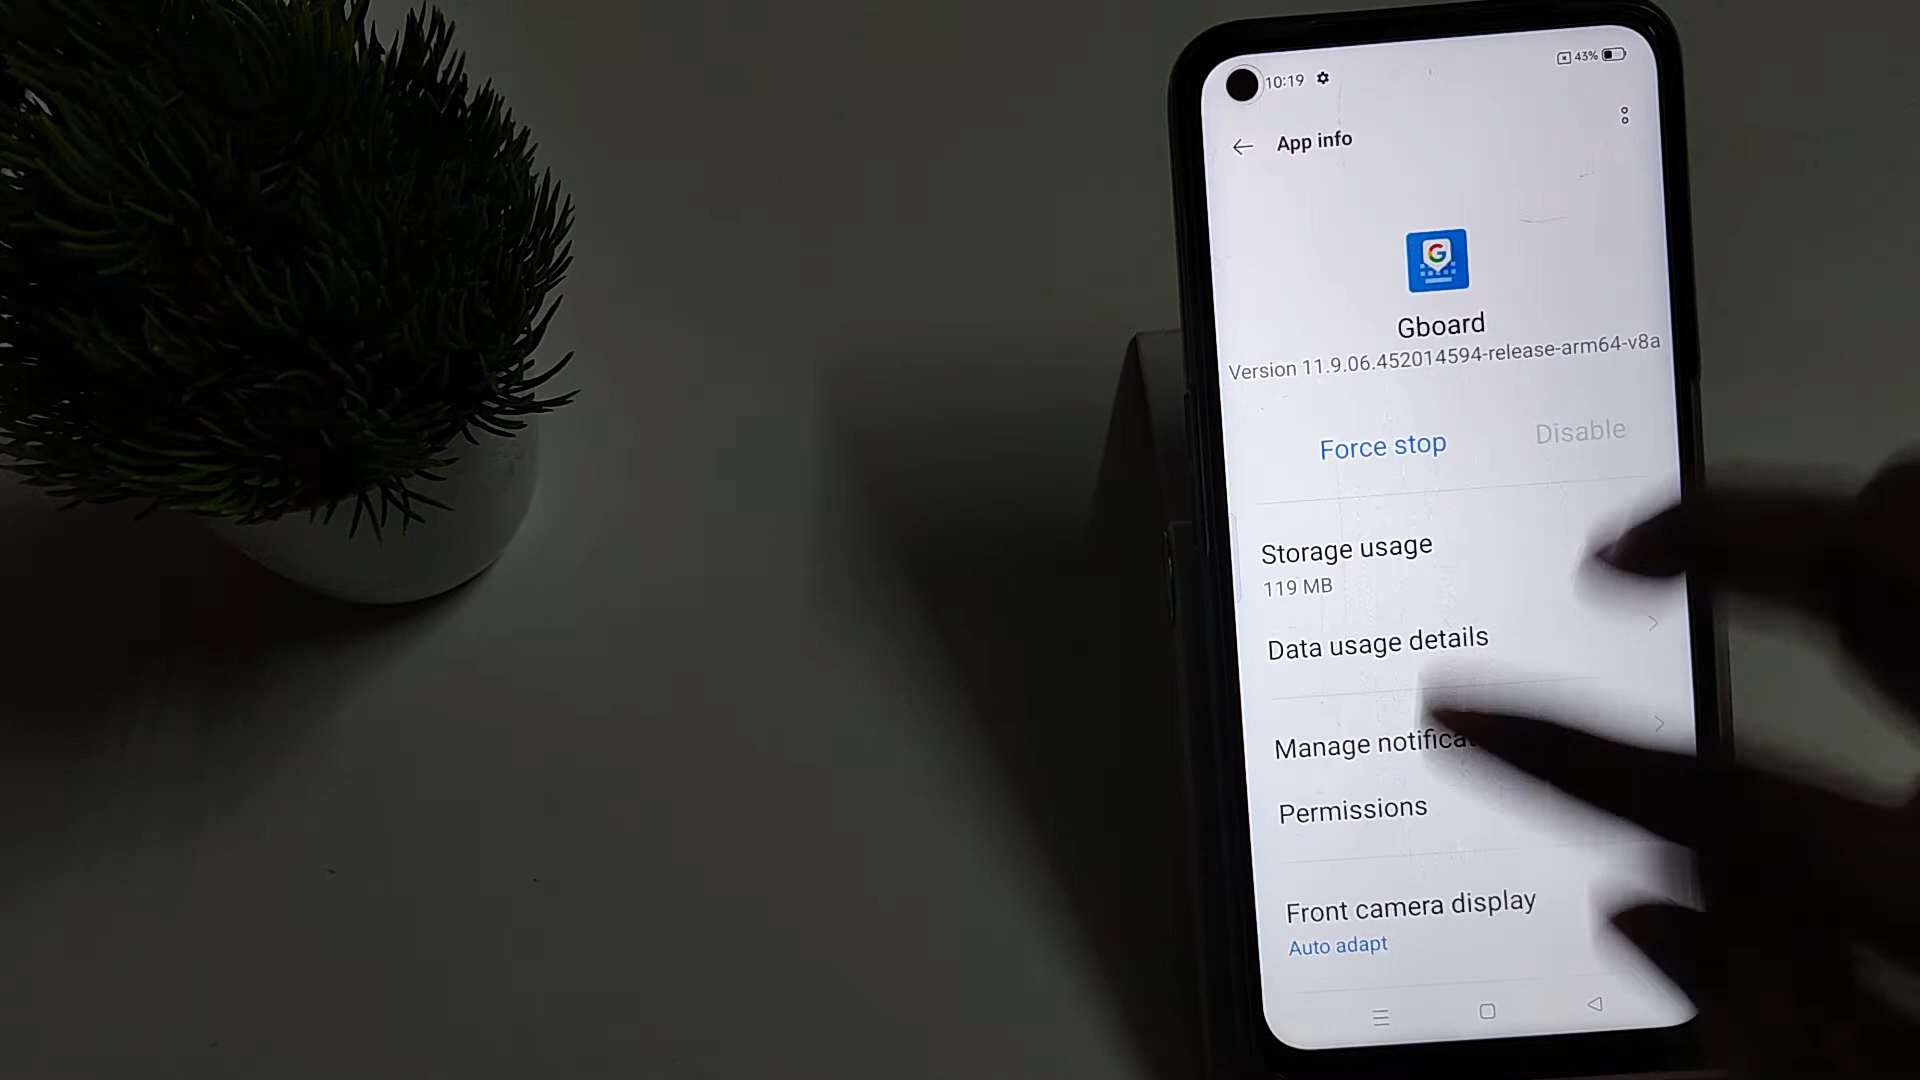 10:19
43%
App info
Gboard
Version 11.9.06.452014594-release-arm64-v8a
Force stop
Disable
Storage usage
119 MB
Data usage details
Manage
Permissions
Front camera display
Auto adapt